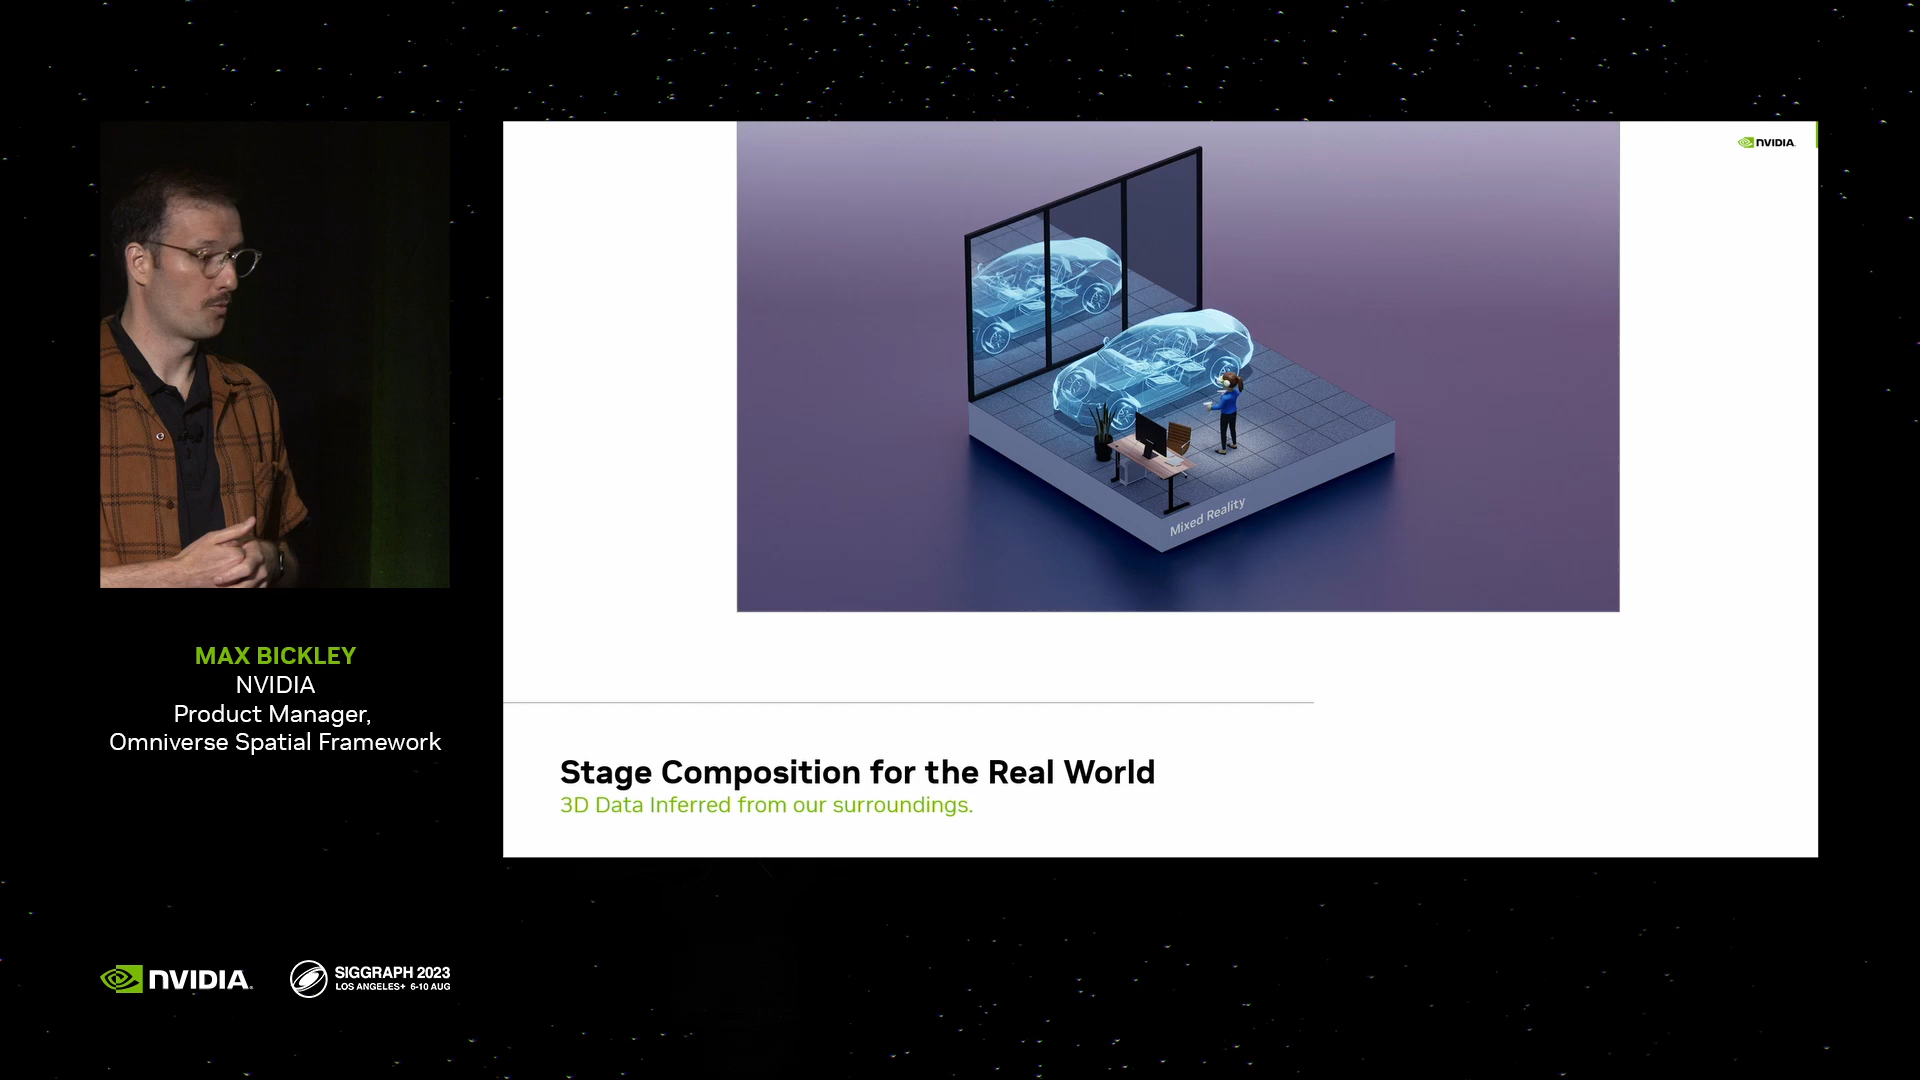 NVIDIA.
Mixed Reality
MAX BICKLEY
NVIDIA
Product Manager,
Omniverse Spatial Framework
Stage Composition for the Real World
3D Data Inferred from our surroundings.
NVIDIA.
SIGGRAPH 2023
LOS ANGELES+ 6-10 AUG